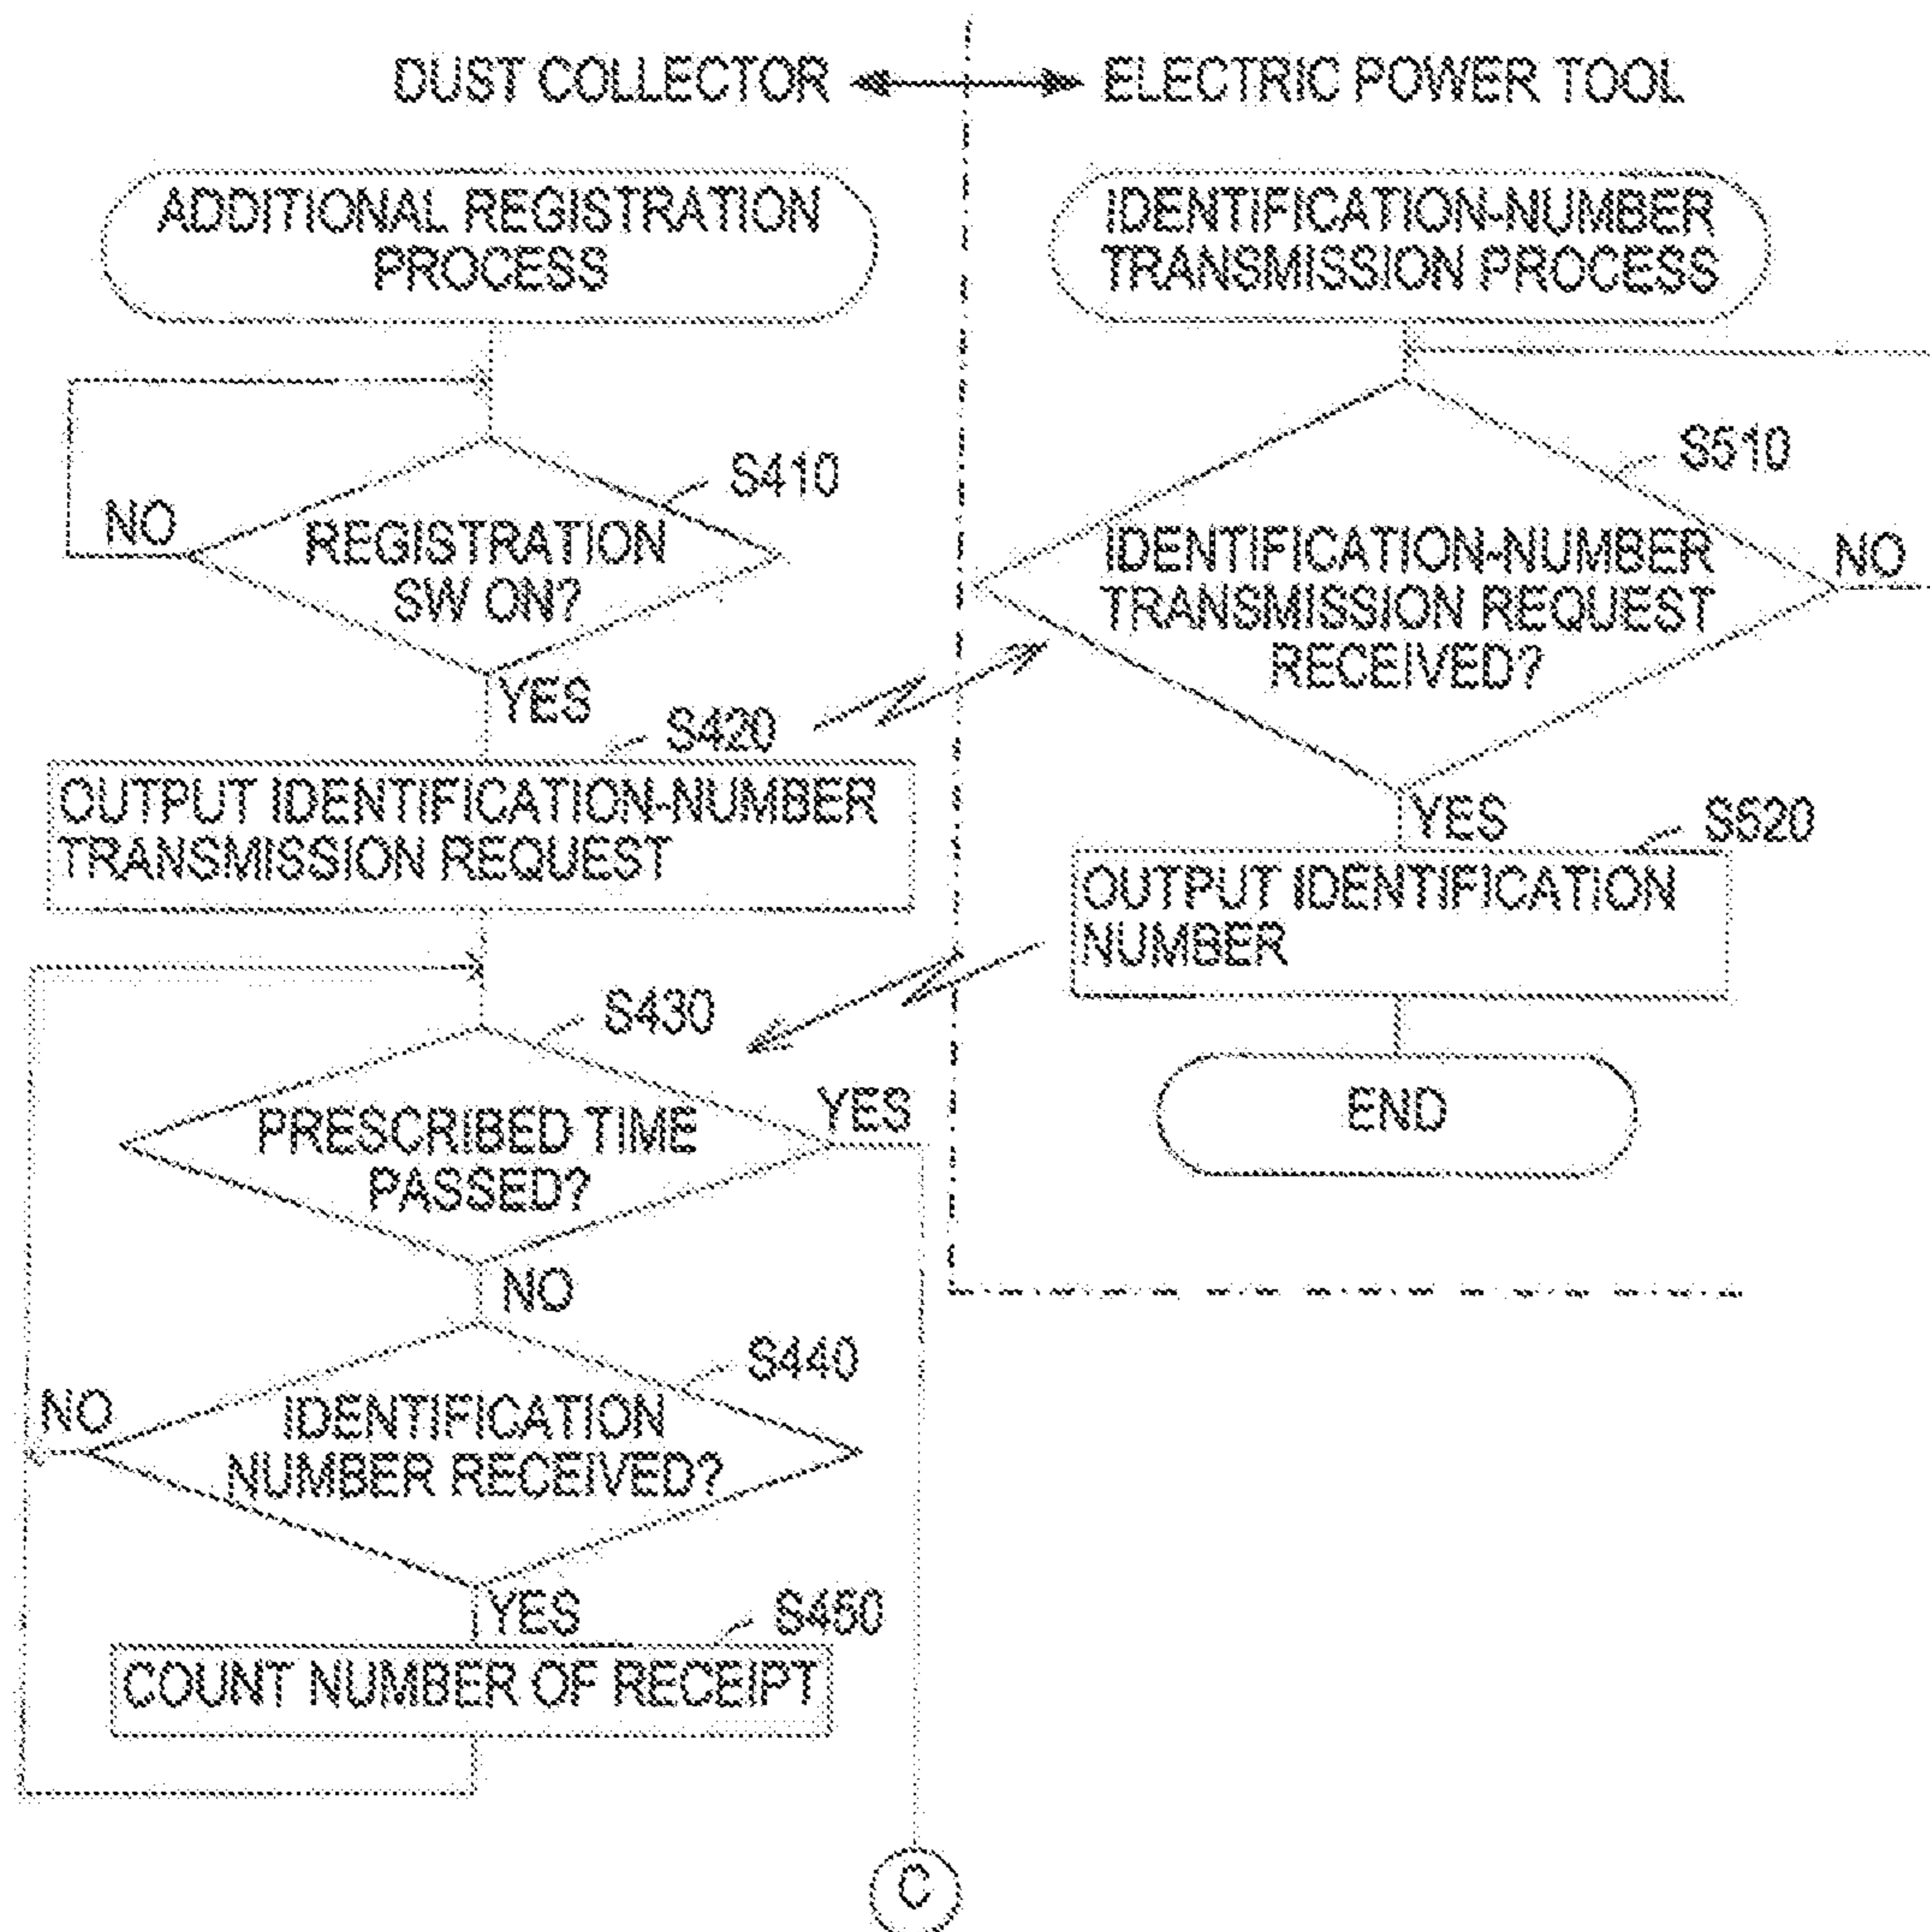 DUST COLLECTOR
ELECTRIC POWER TOOL
ADDITIONAL REGISTRATION
PROCESS
S410
NO
REGISTRATION
SW ON?
YES
S420
OUTPUT IDENTIFICATION-NUMBER
TRANSMISSION REQUEST
S430
PRESCRIBED TIME
PASSED?
YES
NO
S440
NO
IDENTIFICATION
NUMBER RECEIVED?
YES
S450
COUNT NUMBER OF RECEIPT
C
IDENTIFICATION-NUMBER
TRANSMISSION PROCESS
S510
IDENTIFICATION-NUMBER
TRANSMISSION REQUEST
RECEIVED?
NO
YES
S520
OUTPUT IDENTIFICATION
NUMBER
END